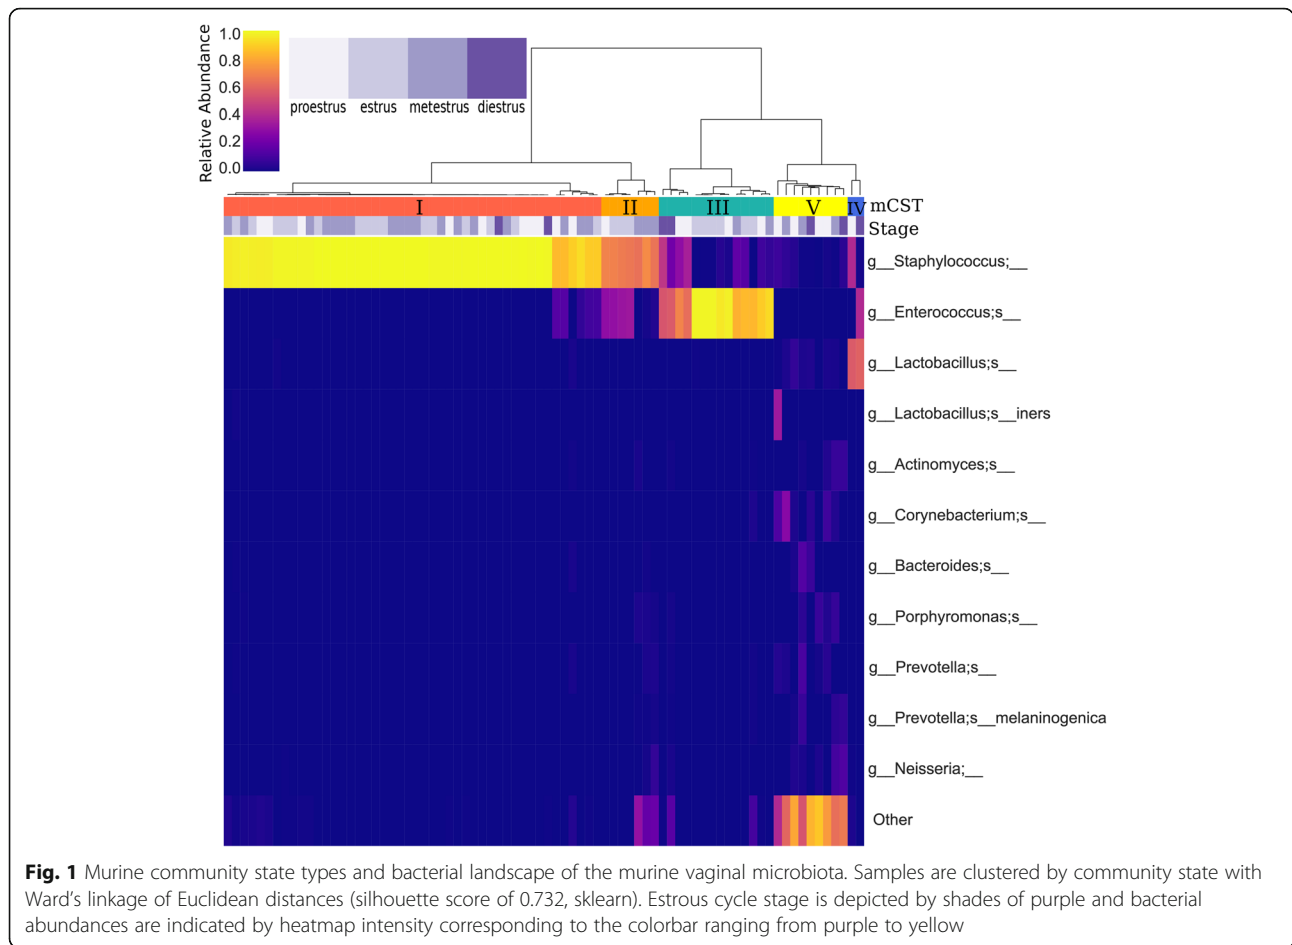 Relative Abundance
1.0
0.8
0.6
0.4
0.2
0.0
proestrus estrus metestrus diestrus
I II III V IV mCST
Stage
g__Staphylococcus;__
g__Enterococcus;s__
g__Lactobacillus;s__
g__Lactobacillus;s__iners
g__Actinomyces;s__
g__Corynebacterium;s__
g__Bacteroides;s__
g__Porphyromonas;s__
g__Prevotella;s__
g__Prevotella;s__melaninogenica
g__Neisseria;__
Other
Fig. 1 Murine community state types and bacterial landscape of the murine vaginal microbiota. Samples are clustered by community state with
Ward's linkage of Euclidean distances (silhouette score of 0.732, sklearn). Estrous cycle stage is depicted by shades of purple and bacterial
abundances are indicated by heatmap intensity corresponding to the colorbar ranging from purple to yellow